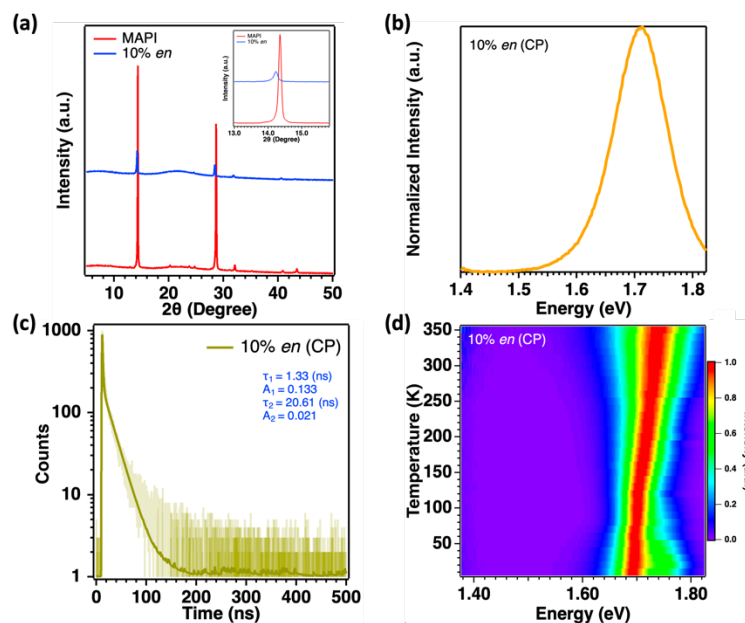 (a)
MAPI
10% en
Intensity (a.u.)
10 20 30 40 50
2θ (Degree)
MAPI
10% en
Intensity (a.u.)
13.0 14.0 15.0
2θ (Degree)
(b)
10% en (CP)
Normalized Intensity (a.u.)
1.4 1.5 1.6 1.7 1.8
Energy (eV)
(c)
10% en (CP)
τ1 = 1.33 (ns)
A1 = 0.133
τ2 = 20.61 (ns)
A2 = 0.021
Counts
1000
100
10
1
0 100 200 300 400 500
Time (ns)
(d)
10% en (CP)
Temperature (K)
350
300
250
200
150
100
50
1.40 1.60 1.80
Energy (eV)
1.0
0.8
0.6
0.4
0.2
0.0